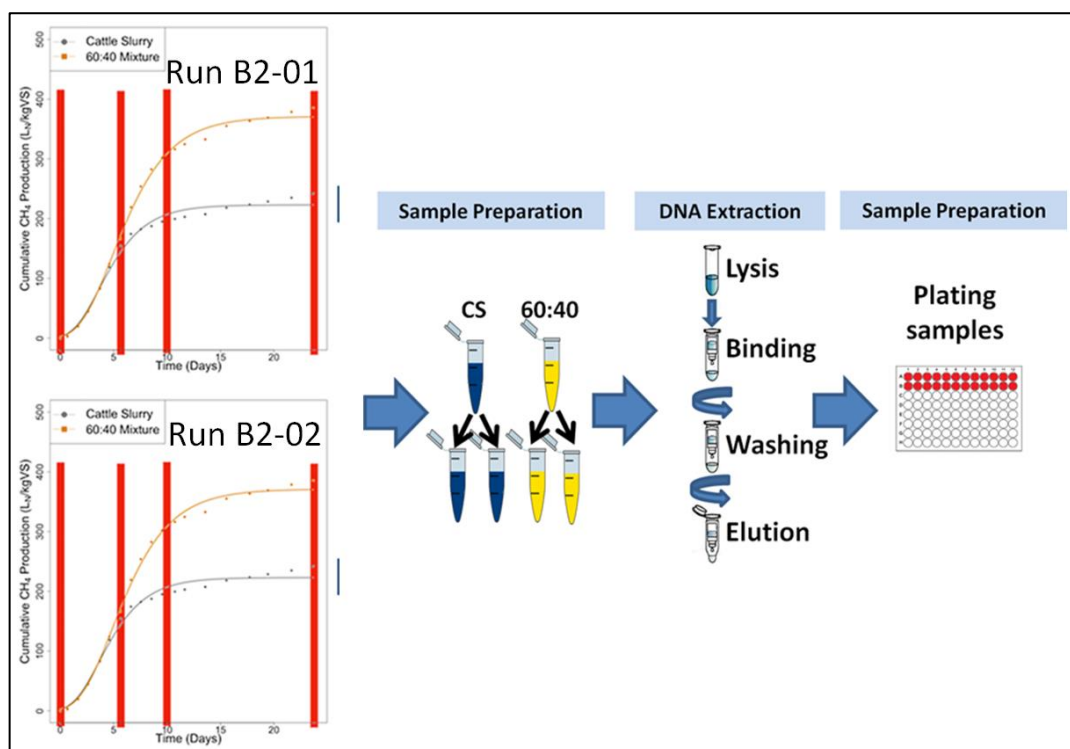 500
400
300
200
100
0
Cumulative CH₄ Production (L_N/kgVS)
Cattle Slurry
60:40 Mixture
Run B2-01
0 5 10 15 20
Time (Days)
500
400
300
200
100
0
Cumulative CH₄ Production (L_N/kgVS)
Cattle Slurry
60:40 Mixture
Run B2-02
0 5 10 15 20
Time (Days)
Sample Preparation
CS 60:40
DNA Extraction
Lysis
Binding
Washing
Elution
Sample Preparation
Plating
samples